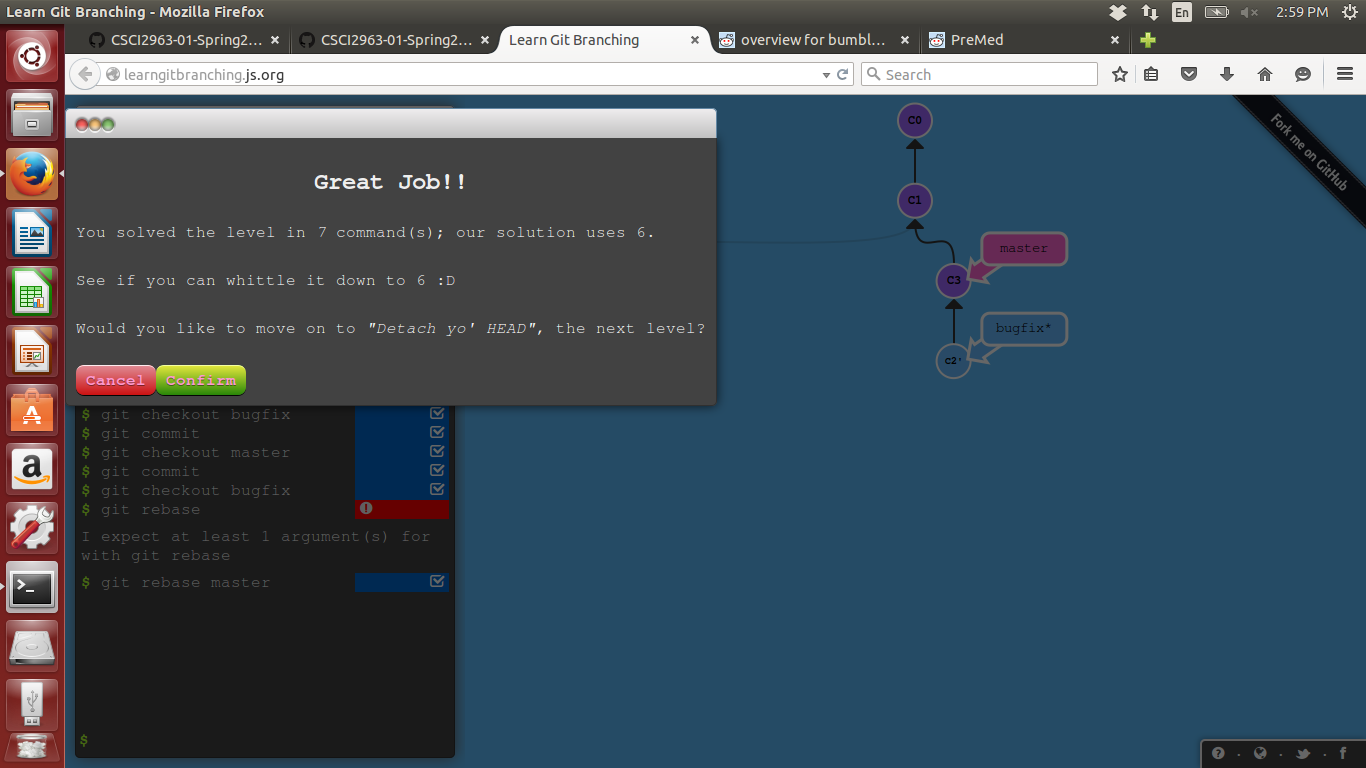 Learn Git Branching - Mozilla Firefox
En
2:59 PM
CSCI2963-01-Spring2...
CSCI2963-01-Spring2...
Learn Git Branching
overview for bumbl...
PreMed
learngitbranching.js.org
Search
Great Job!!
You solved the level in 7 command(s); our solution uses 6.
See if you can whittle it down to 6 :D
Would you like to move on to "Detach yo' HEAD", the next level?
Cancel
Confirm
$ git checkout bugfix
$ git commit
$ git checkout master
$ git commit
$ git checkout bugfix
$ git rebase
I expect at least 1 argument(s) for
with git rebase
$ git rebase master
$
C0
C1
master
C3
bugfix*
c2'
Fork me on GitHub